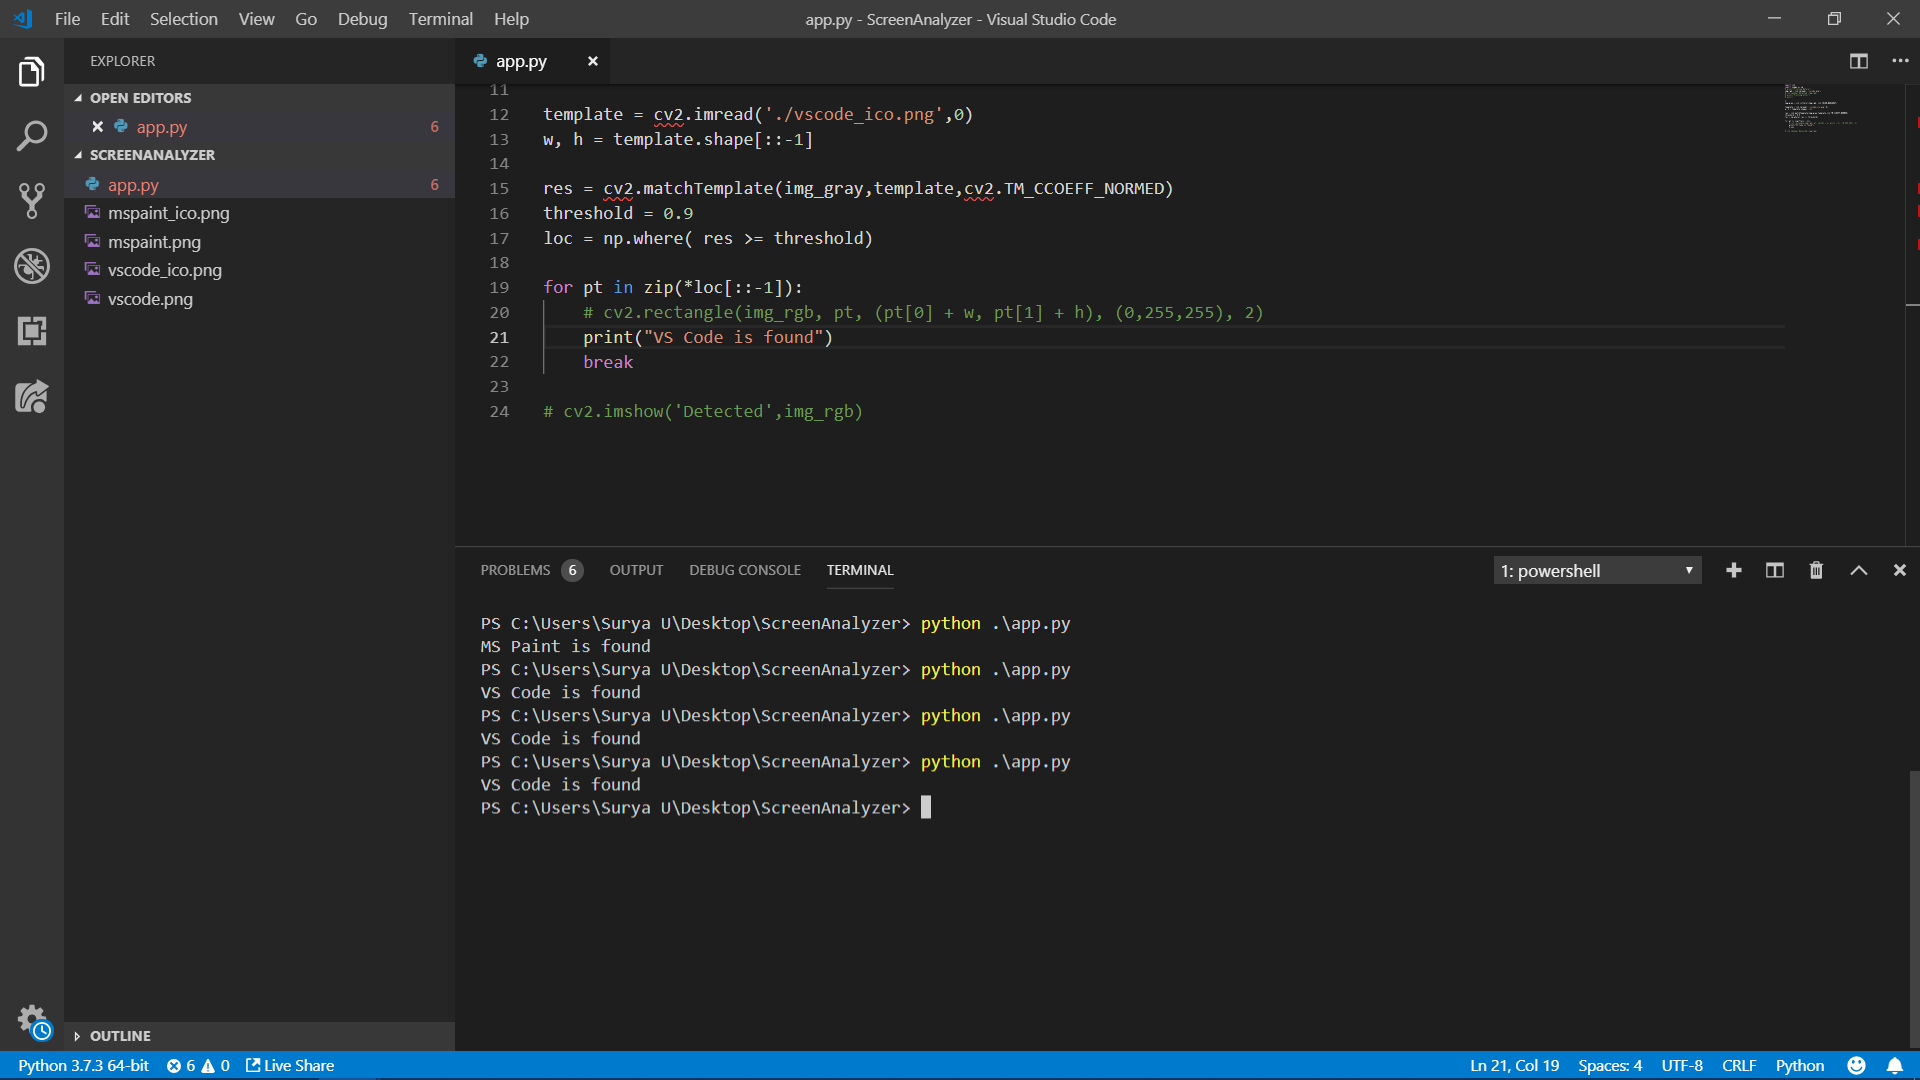 File Edit Selection View Go Debug Terminal Help
app.py - ScreenAnalyzer - Visual Studio Code
EXPLORER
OPEN EDITORS
app.py 6
SCREENANALYZER
app.py 6
mspaint_ico.png
mspaint.png
vscode_ico.png
vscode.png
OUTLINE
app.py
11
12 template = cv2.imread('./vscode_ico.png',0)
13 w, h = template.shape[::-1]
14
15 res = cv2.matchTemplate(img_gray,template,cv2.TM_CCOEFF_NORMED)
16 threshold = 0.9
17 loc = np.where( res >= threshold)
18
19 for pt in zip(*loc[::-1]):
20 # cv2.rectangle(img_rgb, pt, (pt[0] + w, pt[1] + h), (0,255,255), 2)
21 print("VS Code is found")
22 break
23
24 # cv2.imshow('Detected',img_rgb)
PROBLEMS 6 OUTPUT DEBUG CONSOLE TERMINAL
1: powershell
PS C:\Users\Surya U\Desktop\ScreenAnalyzer> python .\app.py
MS Paint is found
PS C:\Users\Surya U\Desktop\ScreenAnalyzer> python .\app.py
VS Code is found
PS C:\Users\Surya U\Desktop\ScreenAnalyzer> python .\app.py
VS Code is found
PS C:\Users\Surya U\Desktop\ScreenAnalyzer> python .\app.py
VS Code is found
PS C:\Users\Surya U\Desktop\ScreenAnalyzer>
Python 3.7.3 64-bit 6 0 Live Share
Ln 21, Col 19 Spaces: 4 UTF-8 CRLF Python